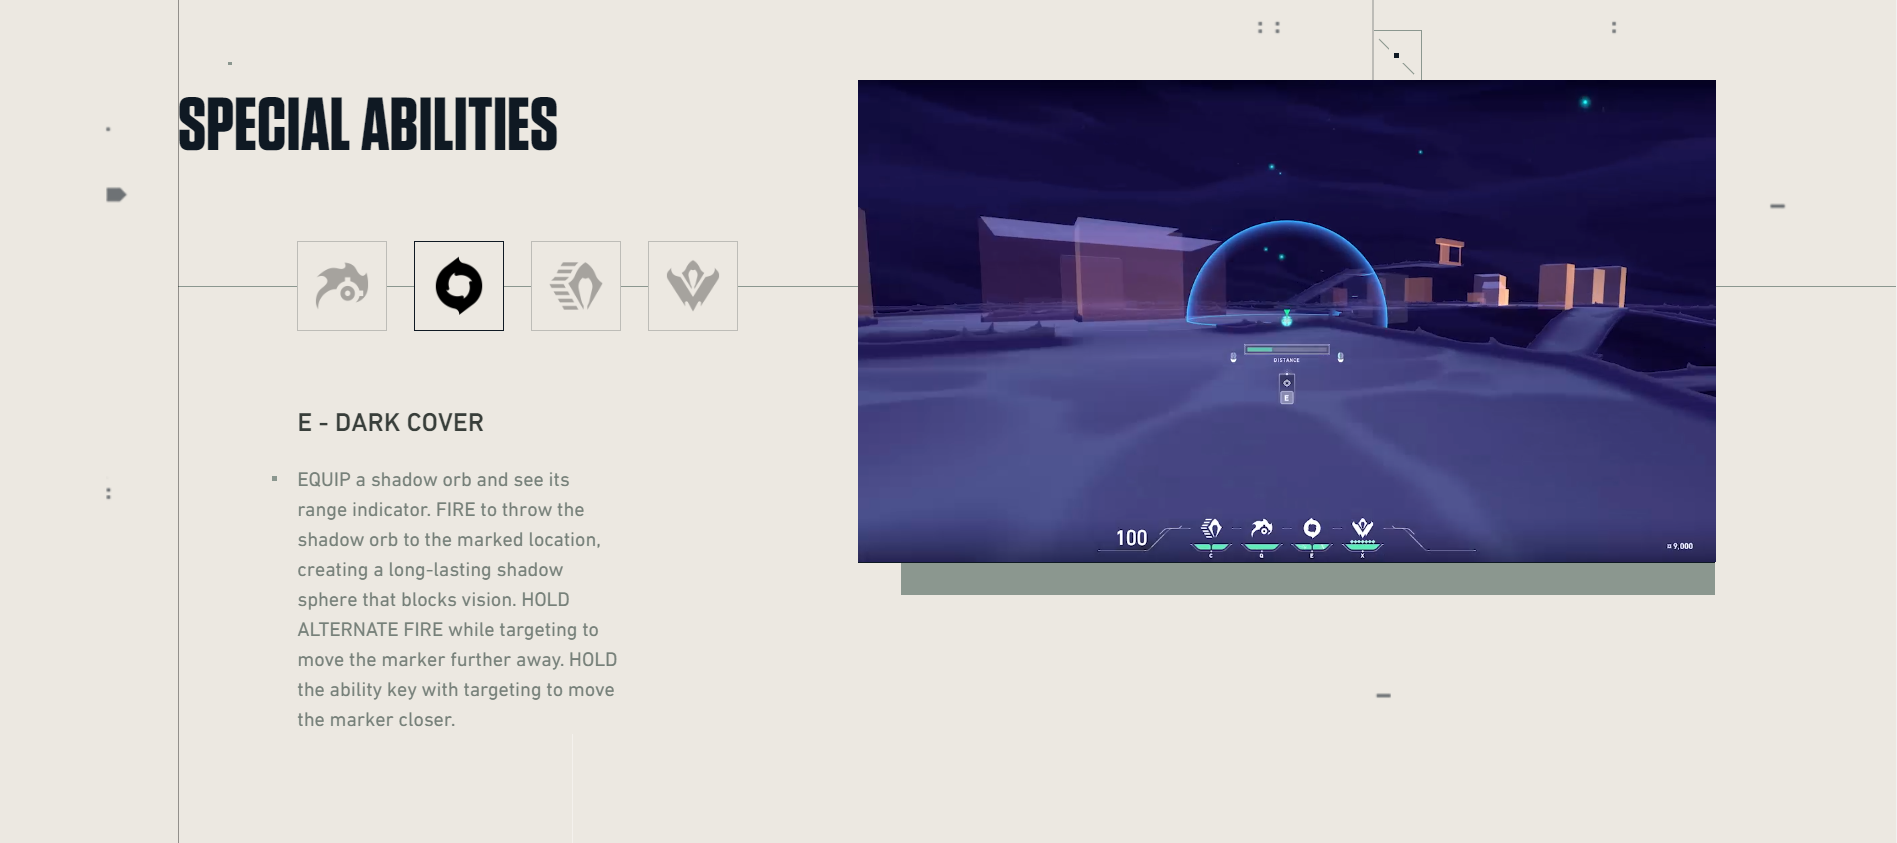 SPECIAL ABILITIES
E - DARK COVER
EQUIP a shadow orb and see its
range indicator. FIRE to throw the
shadow orb to the marked location,
creating a long-lasting shadow
sphere that blocks vision. HOLD
ALTERNATE FIRE while targeting to
move the marker further away. HOLD
the ability key with targeting to move
the marker closer.
DISTANCE
E
100
C Q E X
9,000